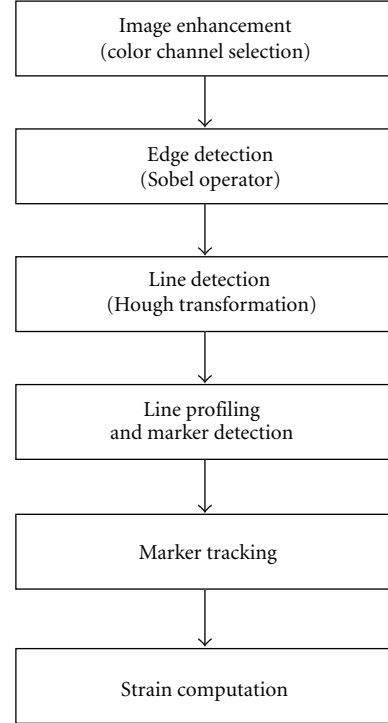 Image enhancement
(color channel selection)
Edge detection
(Sobel operator)
Line detection
(Hough transformation)
Line profiling
and marker detection
Marker tracking
Strain computation